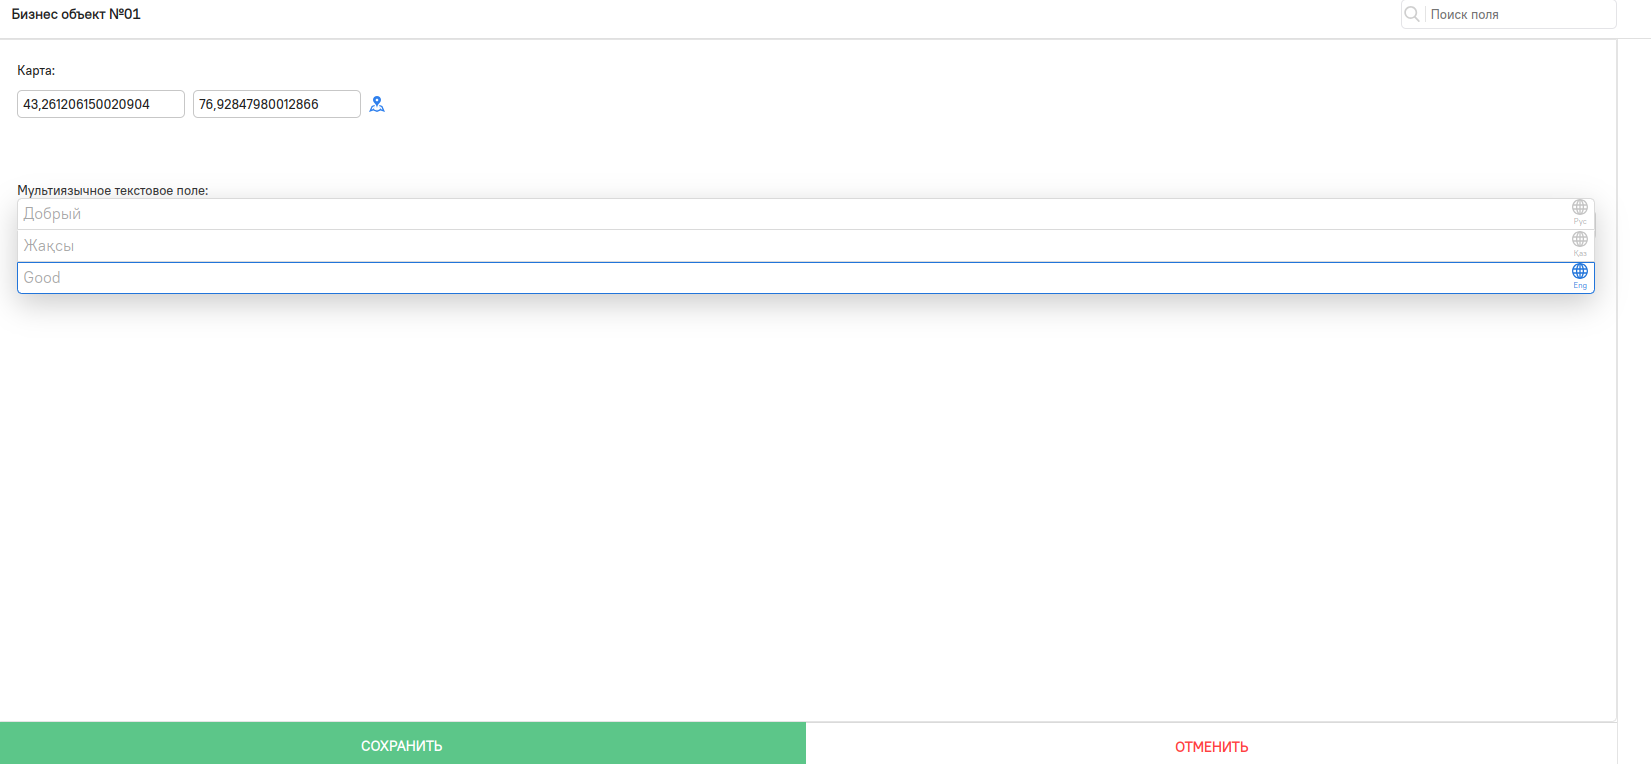 Бизнес объект №01
Поиск поля
Карта:
43,261206150020904 76,92847980012866
Мультиязычное текстовое поле:
Добрый
Рус
Жақсы
Қаз
Good
Eng
СОХРАНИТЬ ОТМЕНИТЬ